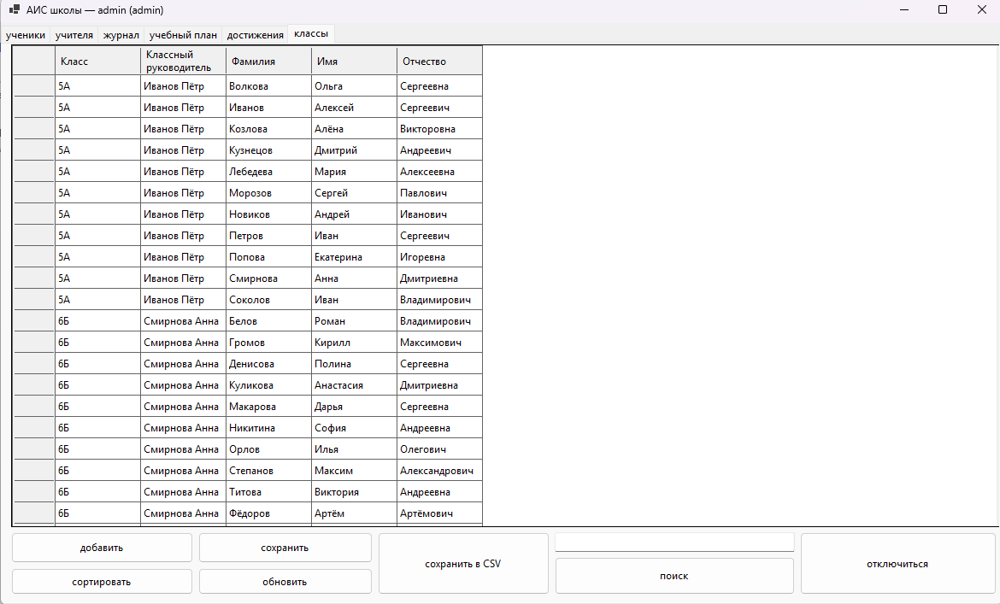 АИС школы — admin (admin)
ученики учителя журнал учебный план достижения классы
Класс Классный руководитель Фамилия Имя Отчество
5А Иванов Пётр Волкова Ольга Сергеевна
5А Иванов Пётр Иванов Алексей Сергеевич
5А Иванов Пётр Козлова Алёна Викторовна
5А Иванов Пётр Кузнецов Дмитрий Андреевич
5А Иванов Пётр Лебедева Мария Алексеевна
5А Иванов Пётр Морозов Сергей Павлович
5А Иванов Пётр Новиков Андрей Иванович
5А Иванов Пётр Петров Иван Сергеевич
5А Иванов Пётр Попова Екатерина Игоревна
5А Иванов Пётр Смирнова Анна Дмитриевна
5А Иванов Пётр Соколов Иван Владимирович
6Б Смирнова Анна Белов Роман Владимирович
6Б Смирнова Анна Громов Кирилл Максимович
6Б Смирнова Анна Денисова Полина Сергеевна
6Б Смирнова Анна Куликова Анастасия Дмитриевна
6Б Смирнова Анна Макарова Дарья Сергеевна
6Б Смирнова Анна Никитина София Андреевна
6Б Смирнова Анна Орлов Илья Олегович
6Б Смирнова Анна Степанов Максим Александрович
6Б Смирнова Анна Титова Виктория Андреевна
6Б Смирнова Анна Фёдоров Артём Артёмович
добавить сохранить
сохранить в CSV отключиться
поиск
сортировать обновить